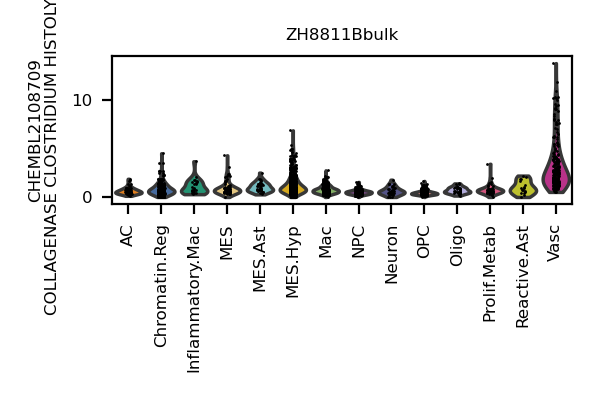 ZH8811Bbulk
CHEMBL2108709
COLLAGENASE CLOSTRIDIUM HISTOLY
10
0
AC
Chromatin.Reg
Inflammatory.Mac
MES
MES.Ast
MES.Hyp
Mac
NPC
Neuron
OPC
Oligo
Prolif.Metab
Reactive.Ast
Vasc